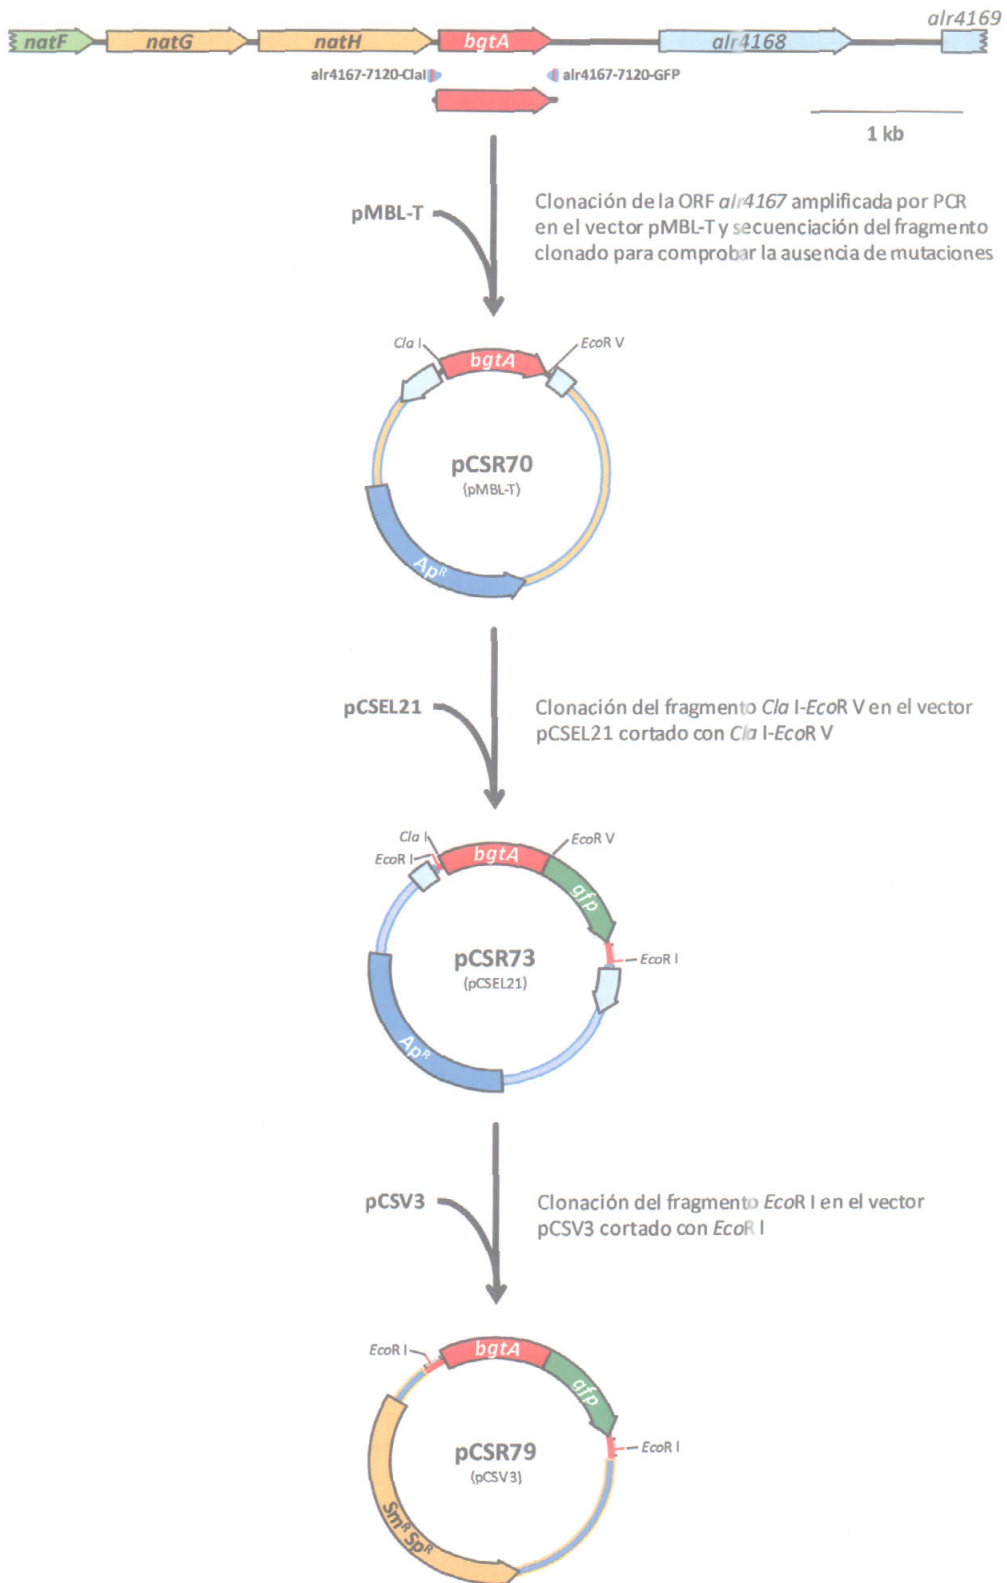 alr4169
natF natG natH bgtA alr4168
alr4167-7120-ClaI alr4167-7120-GFP
1 kb
pMBL-T
Clonación de la ORF alr4167 amplificada por PCR
en el vector pMBL-T y secuenciación del fragmento
clonado para comprobar la ausencia de mutaciones
Cla I
bgtA
EcoR V
pCSR70
(pMBL-T)
ApR
pCSEL21
Clonación del fragmento Cla I-EcoR V en el vector
pCSEL21 cortado con Cla I-EcoR V
Cla I
EcoR I
bgtA
EcoR V
gfp
EcoR I
pCSR73
(pCSEL21)
ApR
pCSV3
Clonación del fragmento EcoR I en el vector
pCSV3 cortado con EcoR I
EcoR I
bgtA
gfp
EcoR I
pCSR79
(pCSV3)
SmR SpR